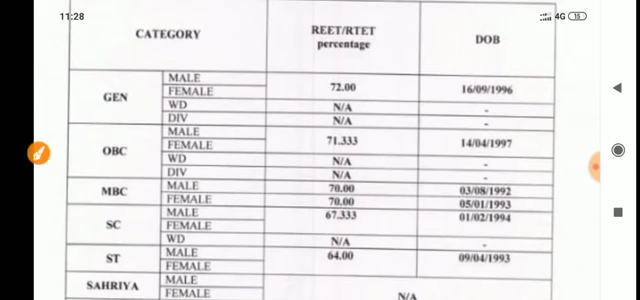 11:28
4G 15
CATEGORY
REET/RTET
percentage
DOB
GEN
MALE
FEMALE
72.00
16/09/1996
WD
N/A
-
DIV
N/A
-
OBC
MALE
FEMALE
71.333
14/04/1997
WD
N/A
-
DIV
N/A
-
MBC
MALE
70.00
03/08/1992
FEMALE
70.00
05/01/1993
SC
MALE
67.333
01/02/1994
FEMALE
WD
N/A
-
ST
MALE
64.00
09/04/1993
FEMALE
SAHRIYA
MALE
FEMALE
N/A